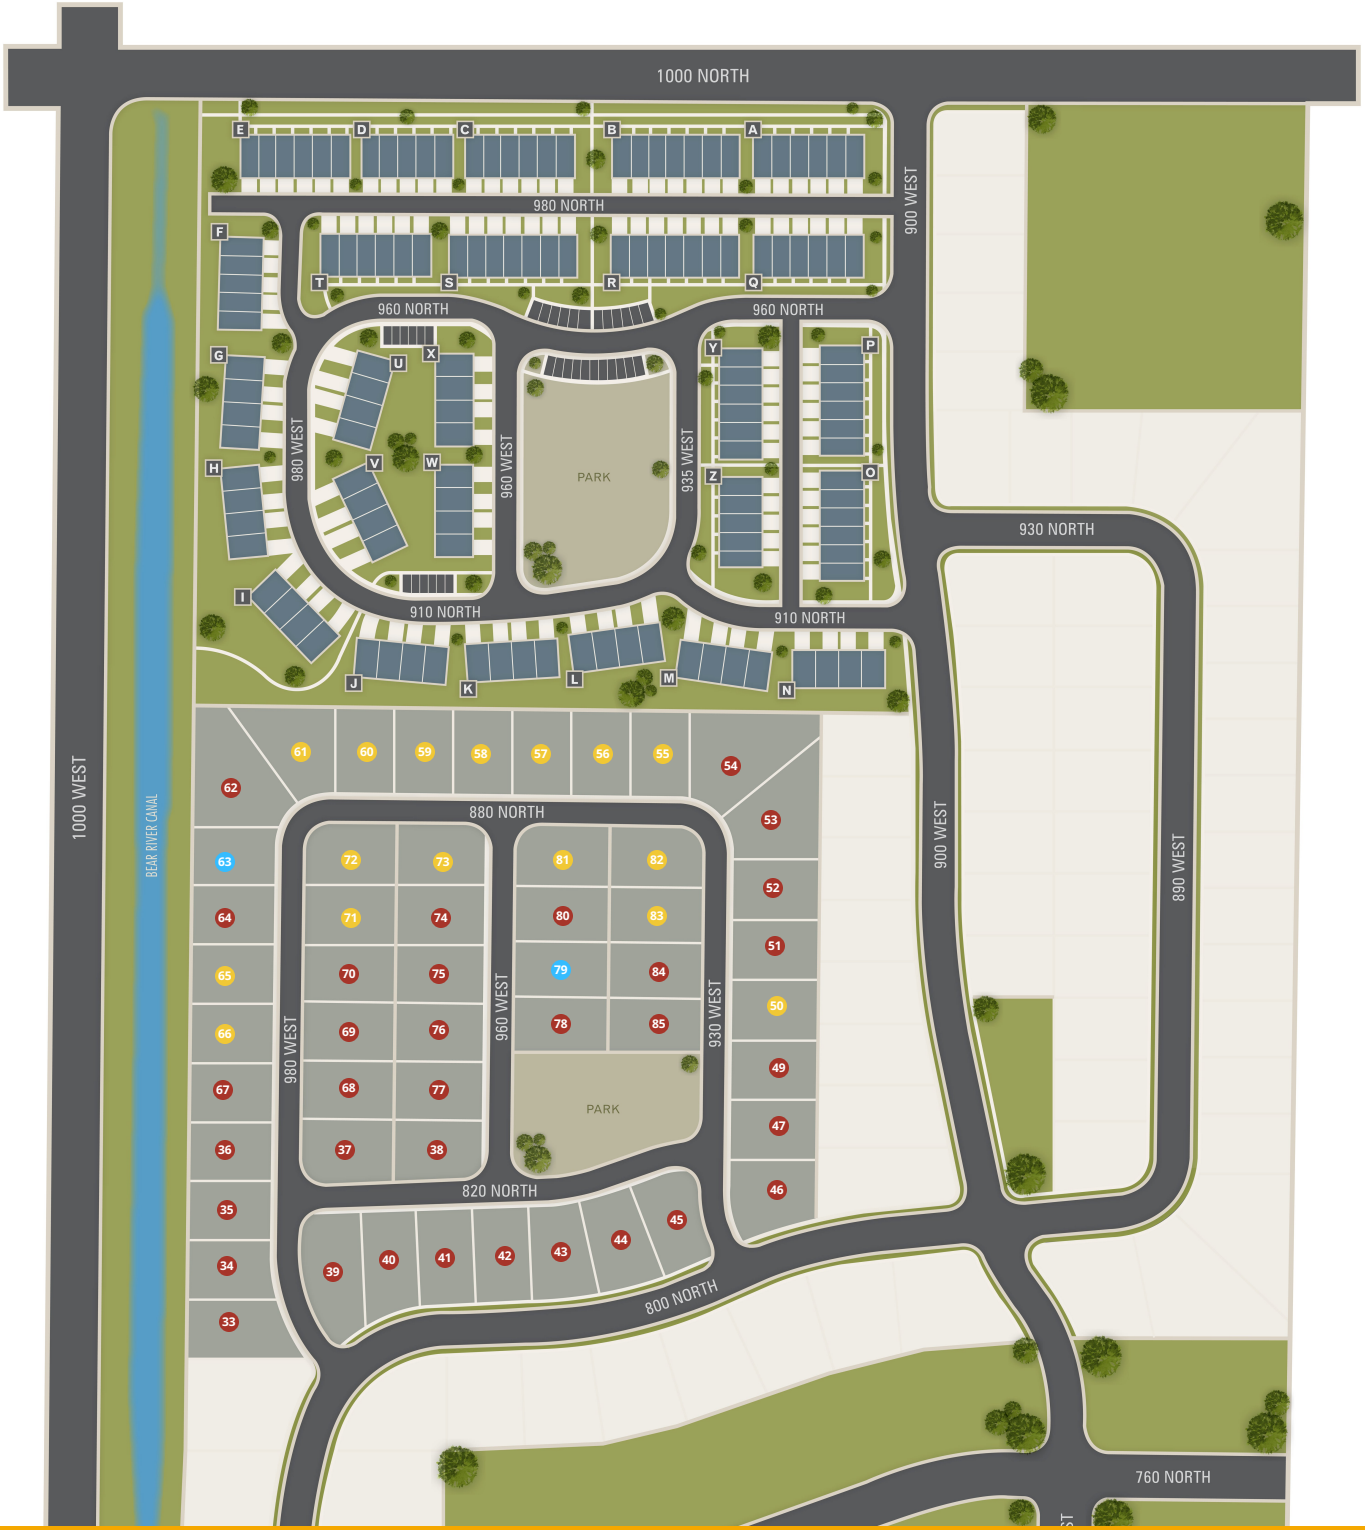 1000 NORTH
E
D
C
B
A
900 WEST
980 NORTH
F
T
S
R
Q
960 NORTH
960 NORTH
G
U
X
Y
P
980 WEST
960 WEST
PARK
935 WEST
H
V
W
Z
O
930 NORTH
I
910 NORTH
910 NORTH
J
K
L
M
N
1000 WEST
BEAR RIVER CANAL
61
60
59
58
57
56
55
54
62
53
880 NORTH
900 WEST
890 WEST
63
72
73
81
82
52
64
71
74
80
83
51
65
70
75
79
84
50
66
69
76
78
85
980 WEST
960 WEST
930 WEST
67
68
77
PARK
49
36
37
38
47
35
820 NORTH
46
34
39
40
41
42
43
44
45
33
800 NORTH
760 NORTH